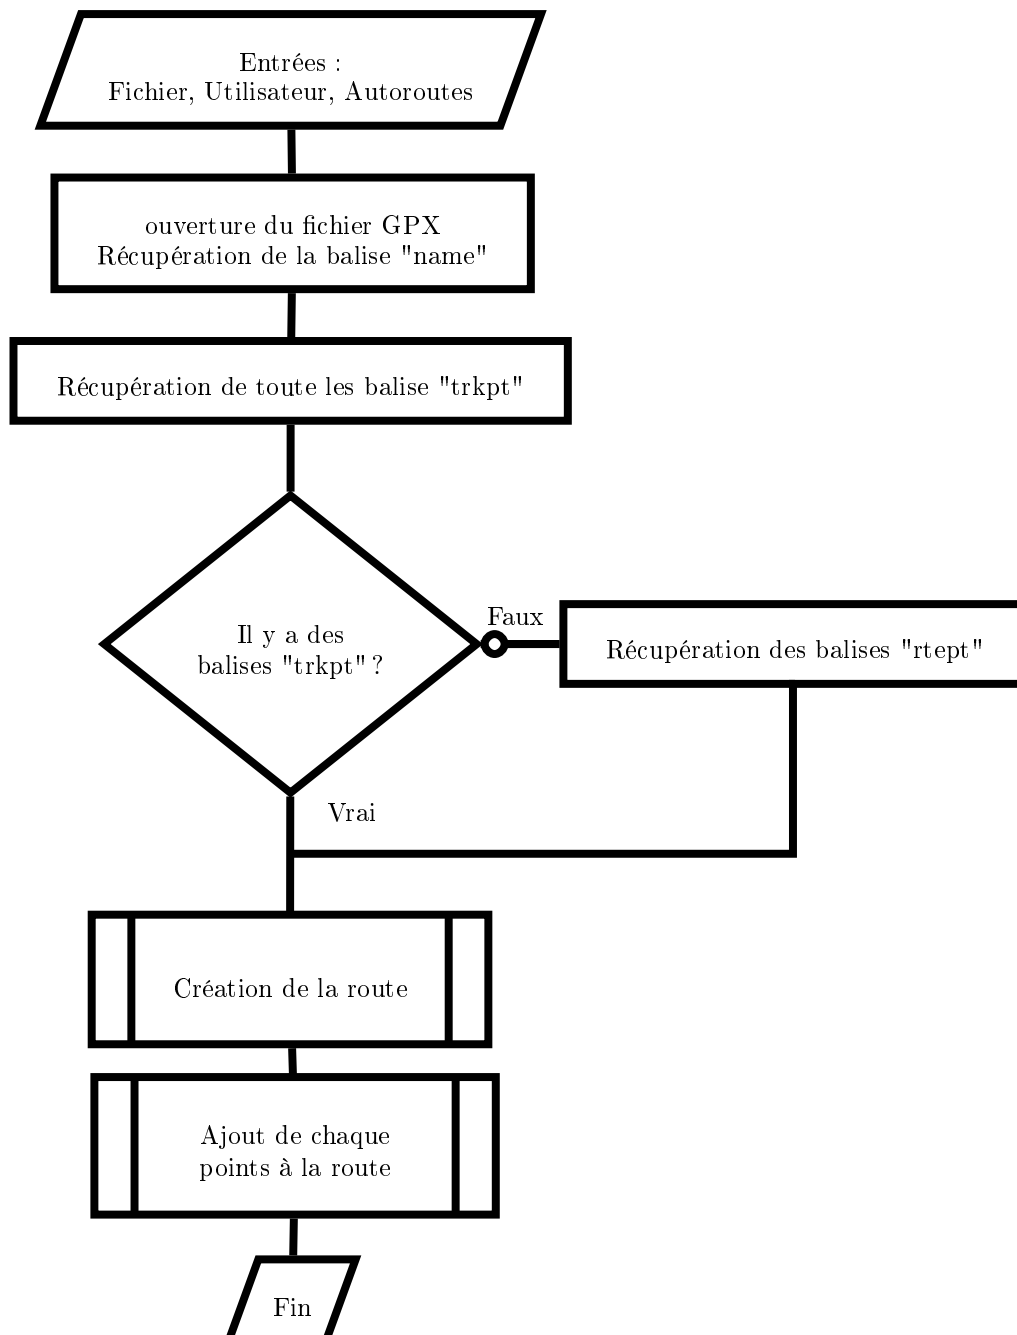 Entrées :
Fichier, Utilisateur, Autoroutes
ouverture du fichier GPX
Récupération de la balise "name"
Récupération de toute les balise "trkpt"
Il y a des
balises "trkpt" ?
Faux
Récupération des balises "rtept"
Vrai
Création de la route
Ajout de chaque
points à la route
Fin